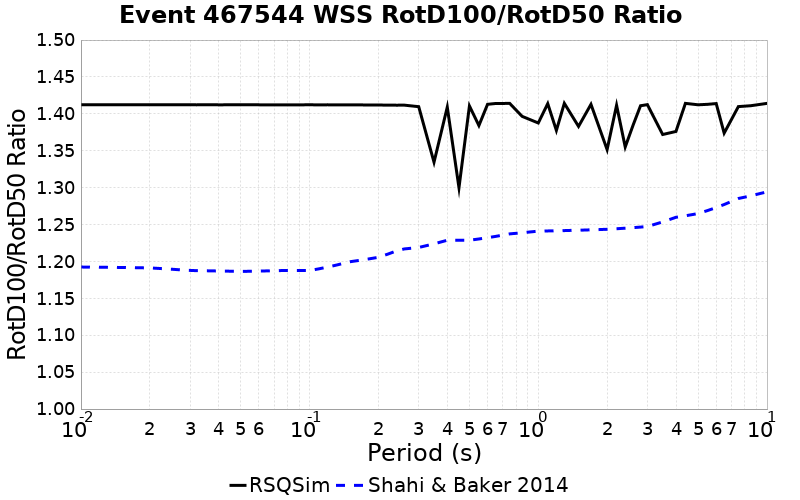 Event 467544 WSS RotD100/RotD50 Ratio
1.50
1.45
1.40
1.35
1.30
1.25
1.20
1.15
1.10
1.05
1.00
RotD100/RotD50 Ratio
10^-2 2 3 4 5 6 10^-1 2 3 4 5 6 7 10^0 2 3 4 5 6 7 10^1
Period (s)
RSQSim Shahi & Baker 2014